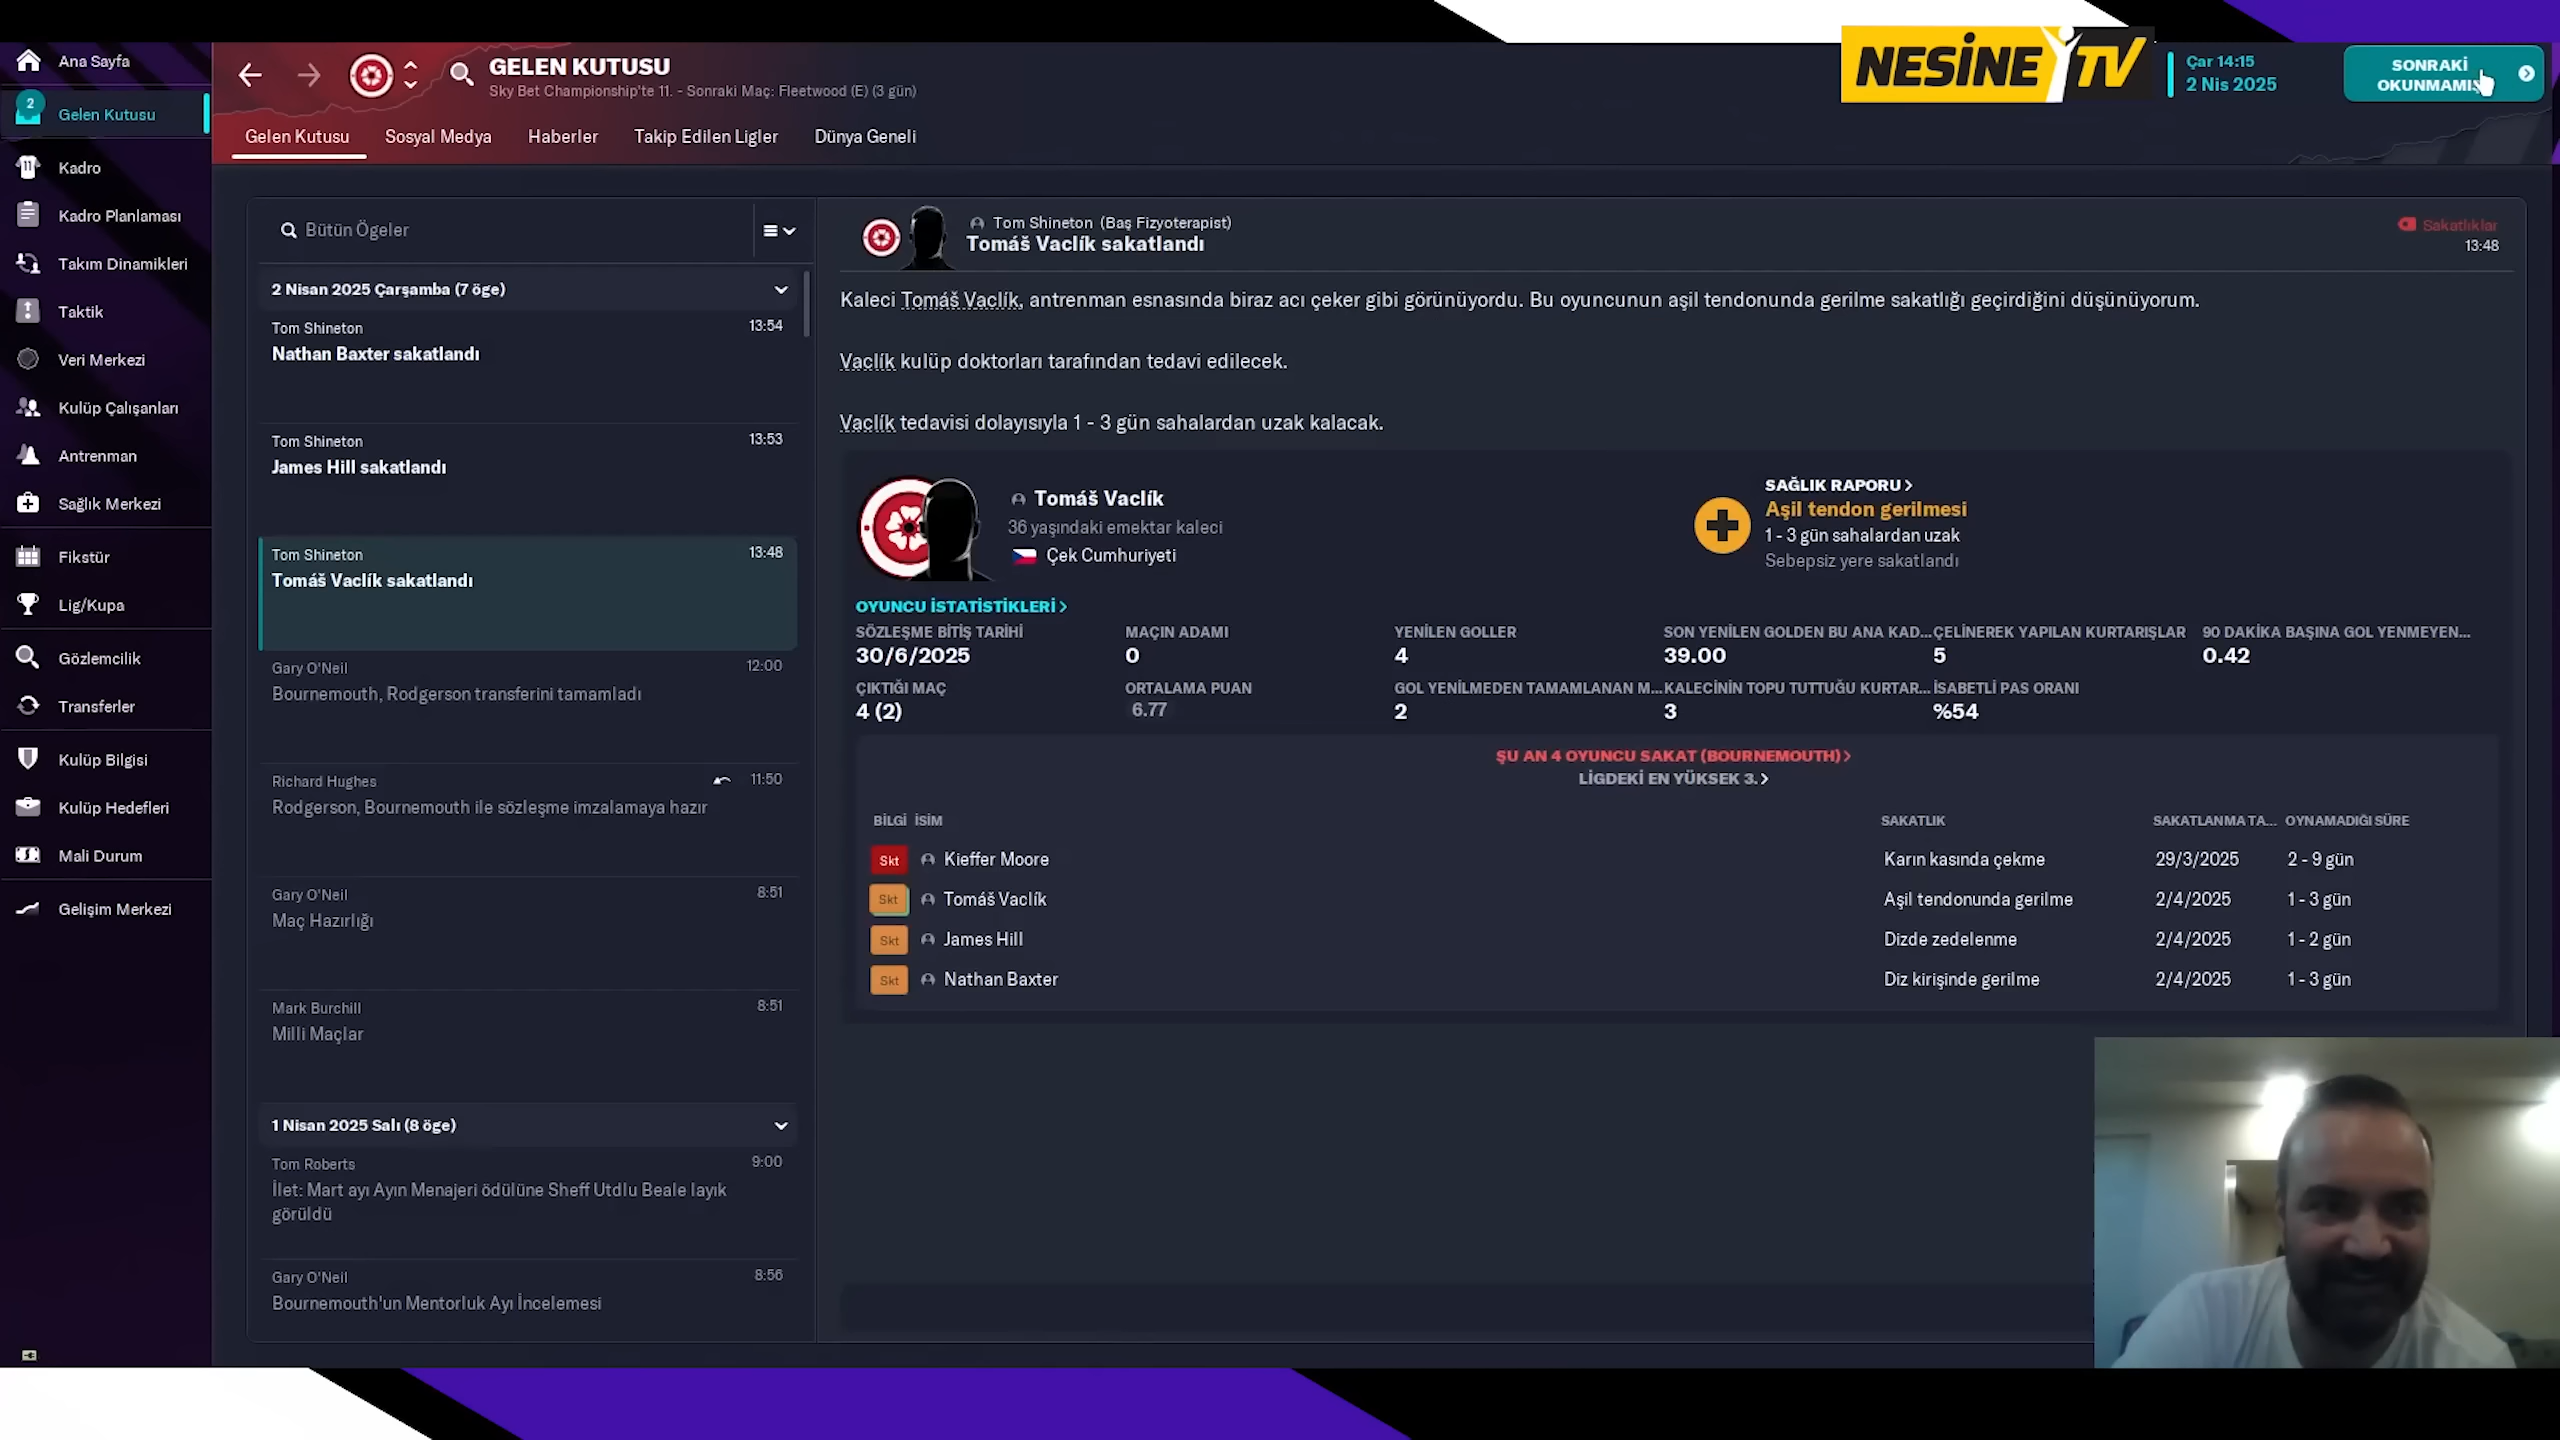 NESİNE TV
Ana Sayfa
2
Gelen Kutusu
Kadro
Kadro Planlaması
Takım Dinamikleri
Taktik
Veri Merkezi
Kulüp Çalışanları
Antrenman
Sağlık Merkezi
Fikstür
Lig/Kupa
Gözlemcilik
Transferler
Kulüp Bilgisi
Kulüp Hedefleri
Mali Durum
Gelişim Merkezi
GELEN KUTUSU
Sky Bet Championship'te 11. - Sonraki Maç: Fleetwood (E) (3 gün)
Çar 14:15
2 Nis 2025
SONRAKİ
Gelen Kutusu Sosyal Medya Haberler Takip Edilen Ligler Dünya Geneli
Bütün Ögeler
2 Nisan 2025 Çarşamba (7 öge)
Tom Shineton 13:54
Nathan Baxter sakatlandı
Tom Shineton 13:53
James Hill sakatlandı
Tom Shineton 13:48
Tomáš Vaclík sakatlandı
Gary O'Neil 12:00
Bournemouth, Rodgerson transferini tamamladı
Richard Hughes 11:50
Rodgerson, Bournemouth ile sözleşme imzalamaya hazır
Gary O'Neil 8:51
Maç Hazırlığı
Mark Burchill 8:51
Milli Maçlar
1 Nisan 2025 Salı (8 öge)
Tom Roberts 9:00
İlet: Mart ayı Ayın Menajeri ödülüne Sheff Utdlu Beale layık
görüldü
Gary O'Neil 8:56
Bournemouth'un Mentorluk Ayı İncelemesi
Tom Shineton (Baş Fizyoterapist)
Tomáš Vaclík sakatlandı
Sakatlıklar
13:48
Kaleci Tomáš Vaclík, antrenman esnasında biraz acı çeker gibi görünüyordu. Bu oyuncunun aşil tendonunda gerilme sakatlığı geçirdiğini düşünüyorum.
Vaclík kulüp doktorları tarafından tedavi edilecek.
Vaclík tedavisi dolayısıyla 1 - 3 gün sahalardan uzak kalacak.
Tomáš Vaclík
36 yaşındaki emektar kaleci
Çek Cumhuriyeti
SAĞLIK RAPORU
Aşil tendon gerilmesi
1 - 3 gün sahalardan uzak
Sebepsiz yere sakatlandı
OYUNCU İSTATİSTİKLERİ
SÖZLEŞME BİTİŞ TARİHİ MAÇIN ADAMI YENİLEN GOLLER SON YENİLEN GOLDEN BU ANA KAD... ÇELİNEREK YAPILAN KURTARIŞLAR 90 DAKİKA BAŞINA GOL YENMEYEN...
30/6/2025 0 4 39.00 5 0.42
ÇIKTIĞI MAÇ ORTALAMA PUAN GOL YENİLMEDEN TAMAMLANAN M... KALECİNİN TOPU TUTTUĞU KURTAR... İSABETLİ PAS ORANI
4 (2) 6.77 2 3 %54
ŞU AN 4 OYUNCU SAKAT (BOURNEMOUTH)
LİGDEKİ EN YÜKSEK 3.
BİLGİ İSİM SAKATLIK SAKATLANMA TA... OYNAMADIĞI SÜRE
Skt Kieffer Moore Karın kasında çekme 29/3/2025 2 - 9 gün
Skt Tomáš Vaclík Aşil tendonunda gerilme 2/4/2025 1 - 3 gün
Skt James Hill Dizde zedelenme 2/4/2025 1 - 2 gün
Skt Nathan Baxter Diz kirişinde gerilme 2/4/2025 1 - 3 gün